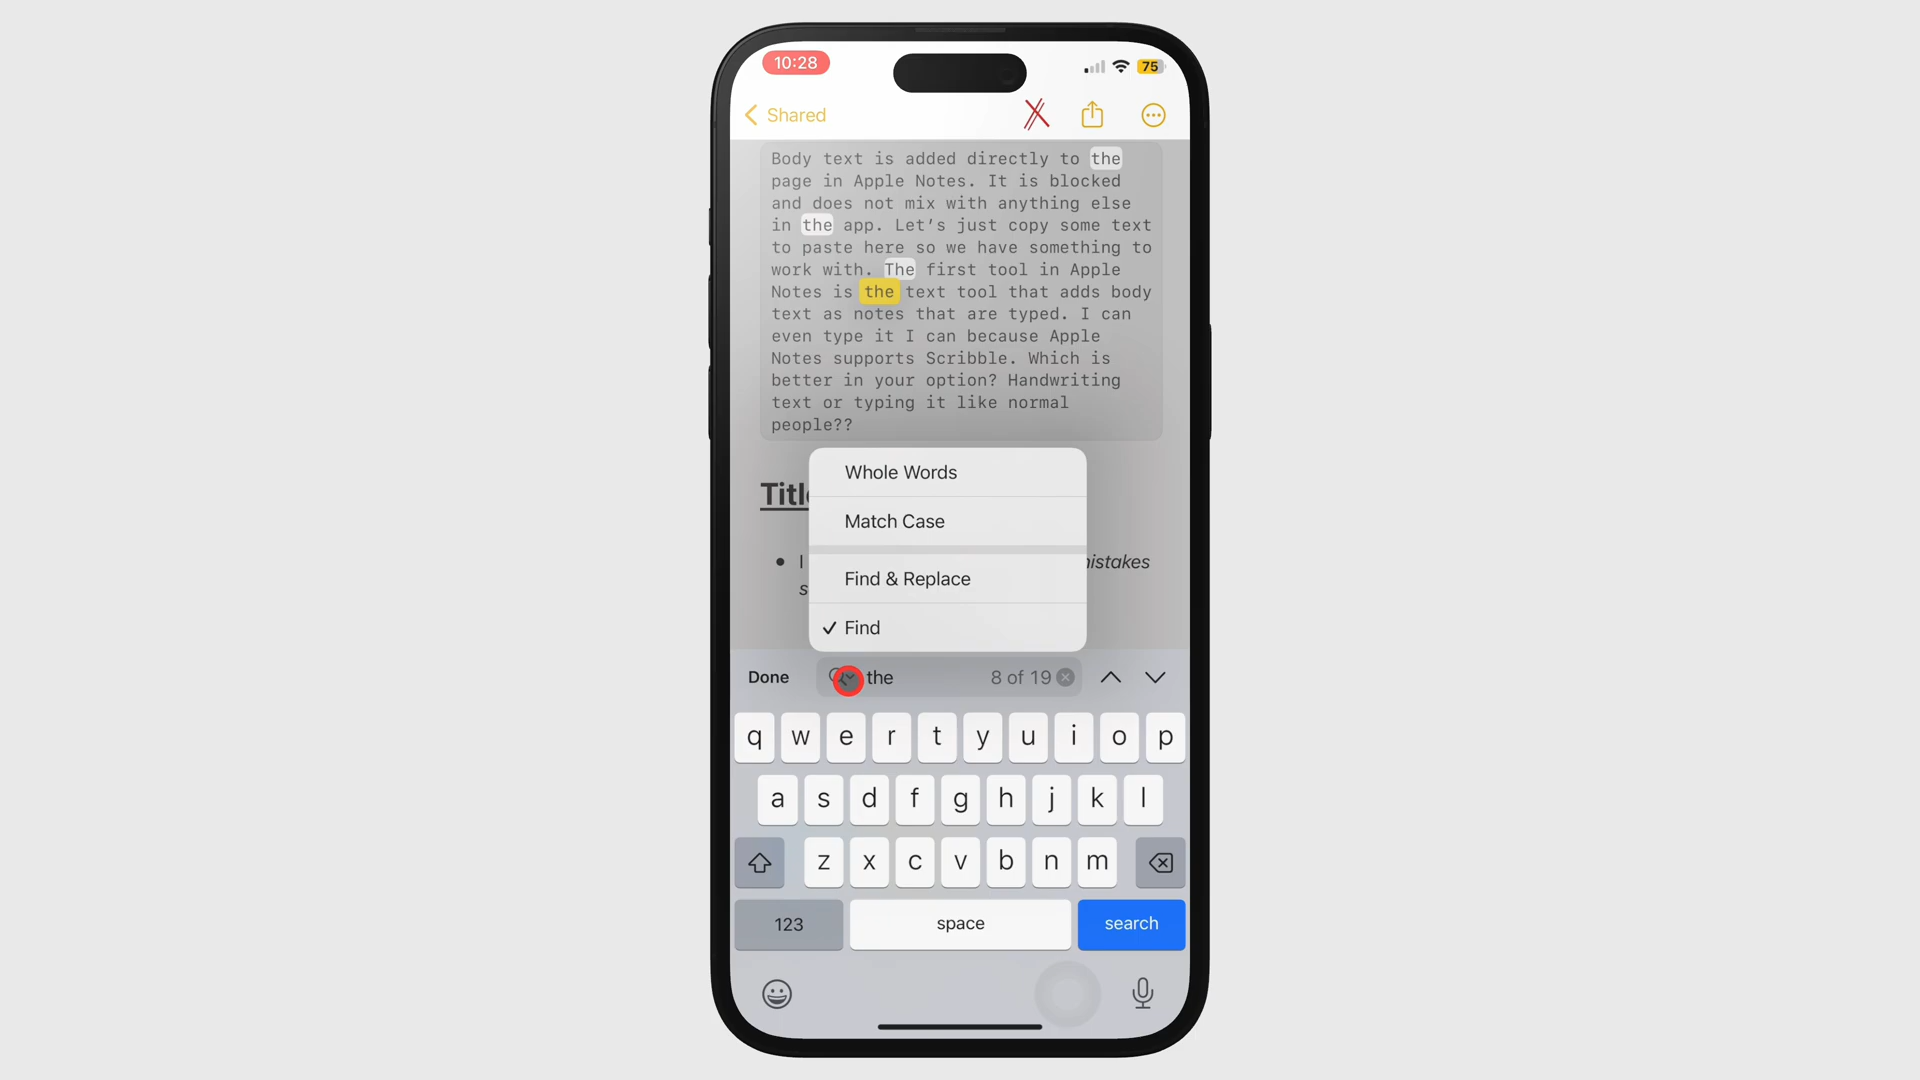 10:28
75
Shared
Body text is added directly to the
page in Apple Notes. It is blocked
and does not mix with anything else
in the app. Let’s just copy some text
to paste here so we have something to
work with. The first tool in Apple
Notes is the text tool that adds body
text as notes that are typed. I can
even type it I can because Apple
Notes supports Scribble. Which is
better in your option? Handwriting
text or typing it like normal
people??
Whole Words
Match Case
Find & Replace
✓ Find
Done the 8 of 19
q w e r t y u i o p
a s d f g h j k l
z x c v b n m
123 space search